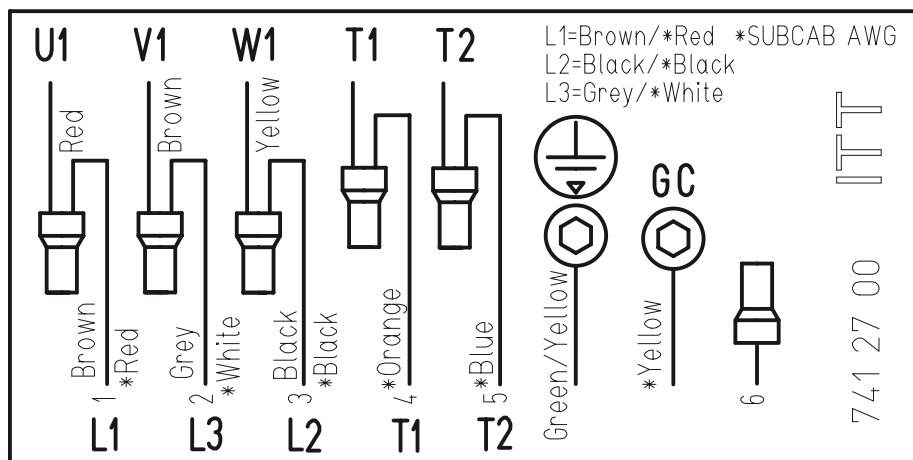 U1 V1 W1 T1 T2
L1=Brown/*Red *SUBCAB AWG
L2=Black/*Black
L3=Grey/*White
Red
Brown
Yellow
GC
ITT
Brown
1
*Red
Grey
2
*White
Black
3
*Black
*Orange
4
*Blue
5
Green/Yellow
*Yellow
6
741 27 00
L1 L3 L2 T1 T2